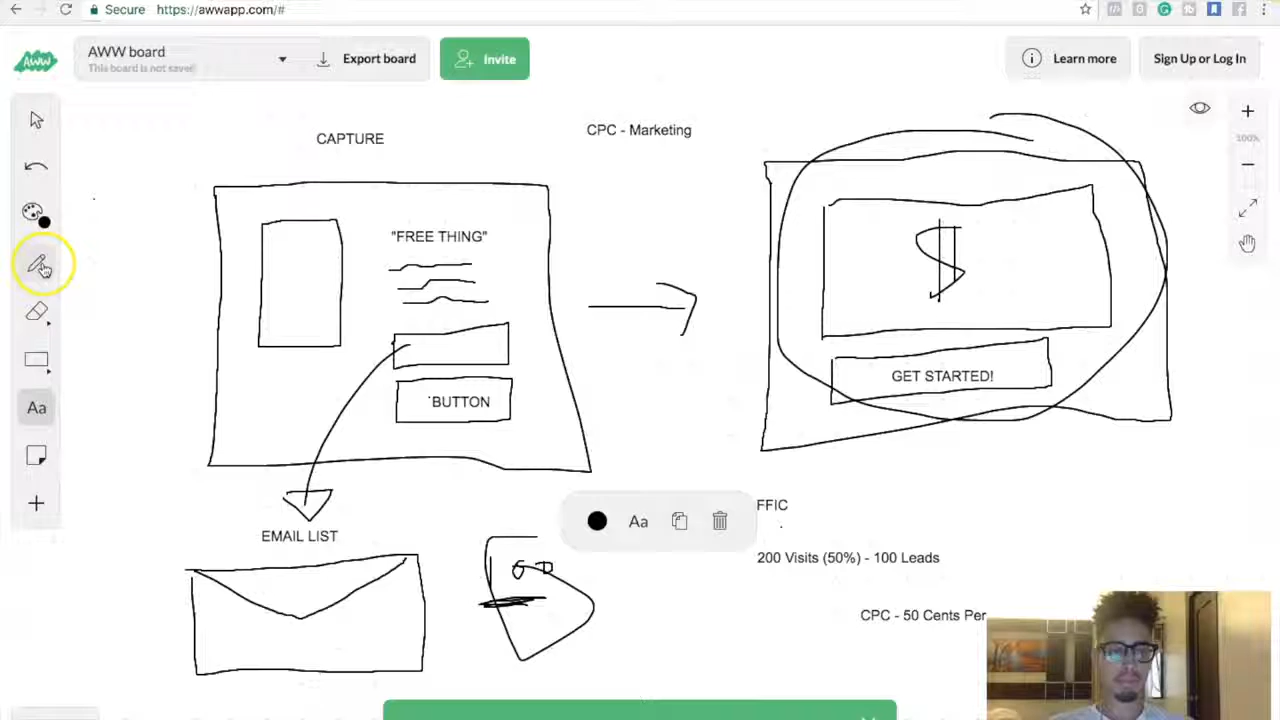 Secure https://awwapp.com/#
AWW
AWW board
This board is not saved
Export board
Invite
Learn more
Sign Up or Log In
CAPTURE
CPC - Marketing
100%
"FREE THING"
$
GET STARTED!
BUTTON
Aa
EMAIL LIST
Aa
FFIC
200 Visits (50%) - 100 Leads
CPC - 50 Cents Per